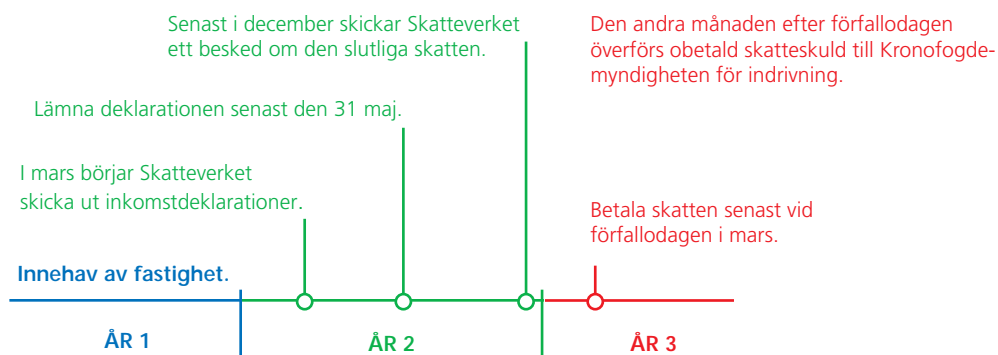 Senast i december skickar Skatteverket
ett besked om den slutliga skatten.
Den andra månaden efter förfallodagen
överförs obetald skatteskuld till Kronofogde-
myndigheten för indrivning.
Lämna deklarationen senast den 31 maj.
I mars börjar Skatteverket
skicka ut inkomstdeklarationer.
Betala skatten senast vid
förfallodagen i mars.
Innehav av fastighet.
ÅR 1
ÅR 2
ÅR 3